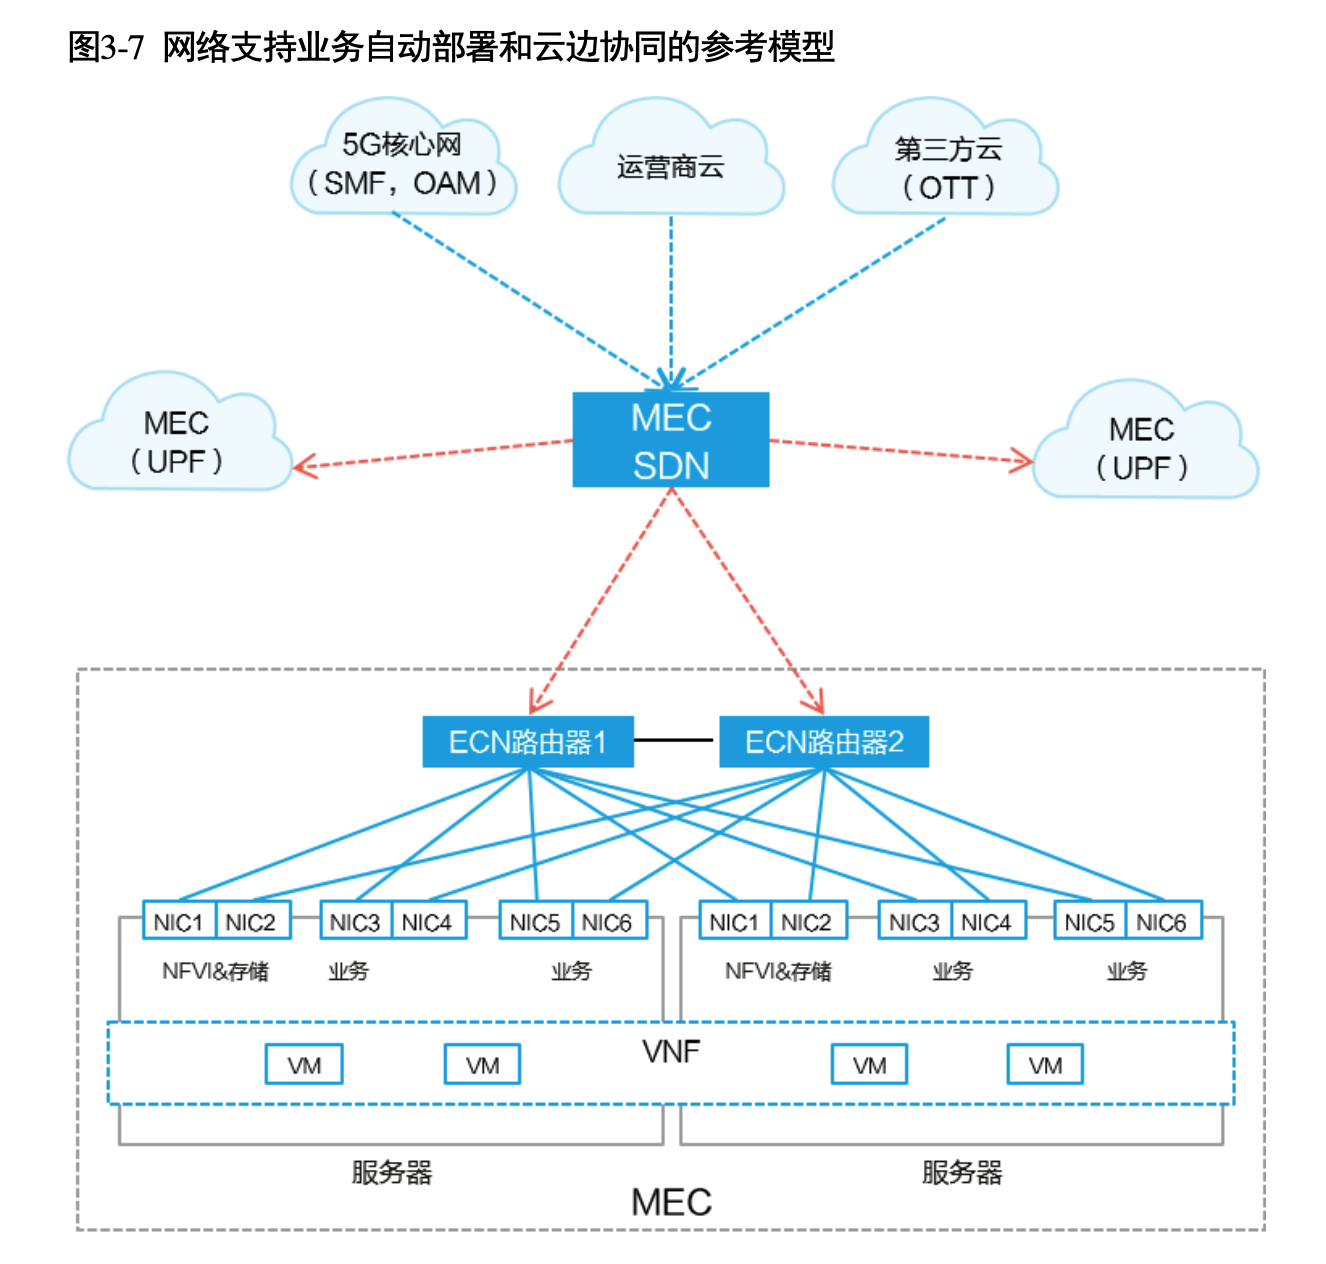 图3-7 网络支持业务自动部署和云边协同的参考模型
5G核心网
（SMF，OAM）
运营商云
第三方云
（OTT）
MEC
SDN
MEC
（UPF）
MEC
（UPF）
ECN路由器1
ECN路由器2
NIC1
NIC2
NIC3
NIC4
NIC5
NIC6
NIC1
NIC2
NIC3
NIC4
NIC5
NIC6
NFVI&存储
业务
业务
NFVI&存储
业务
业务
VNF
VM
VM
VM
VM
服务器
服务器
MEC